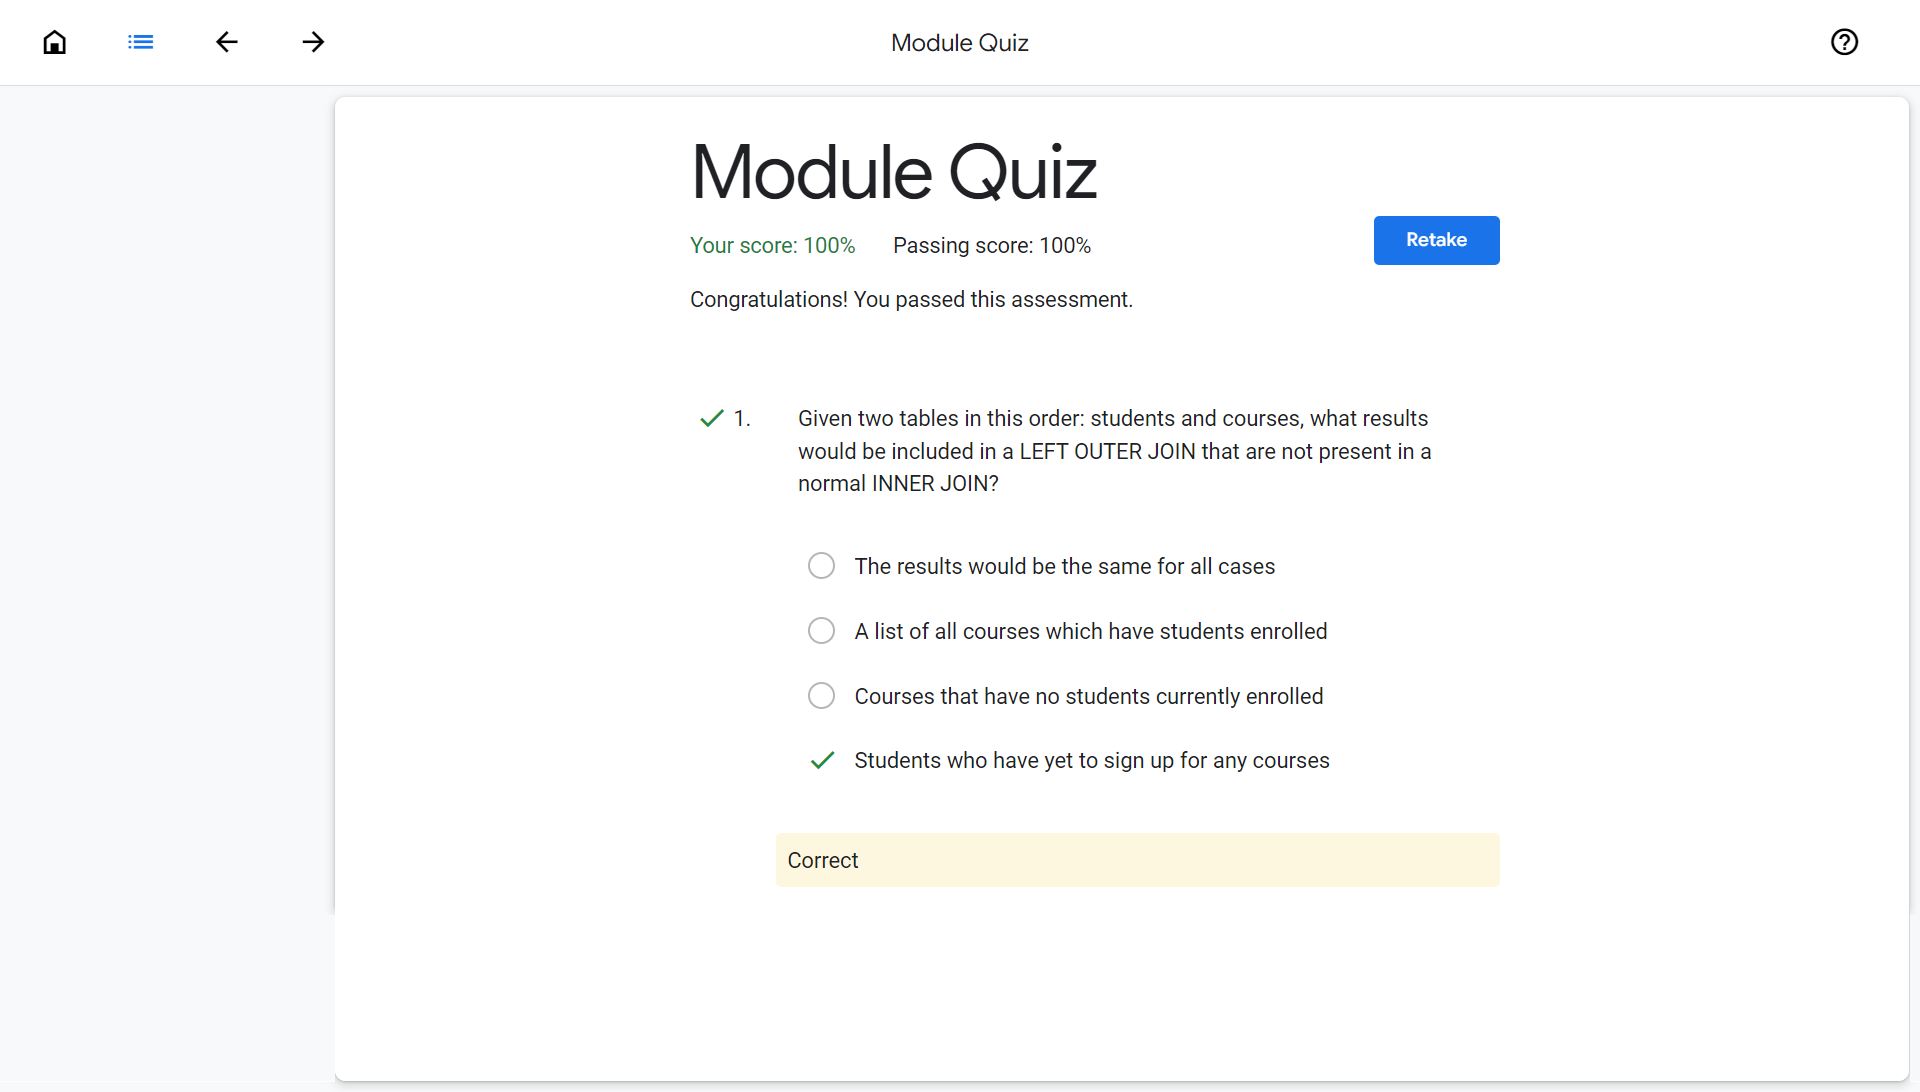 Module Quiz
Module Quiz
Your score: 100% Passing score: 100%
Retake
Congratulations! You passed this assessment.
1. Given two tables in this order: students and courses, what results
would be included in a LEFT OUTER JOIN that are not present in a
normal INNER JOIN?
The results would be the same for all cases
A list of all courses which have students enrolled
Courses that have no students currently enrolled
Students who have yet to sign up for any courses
Correct